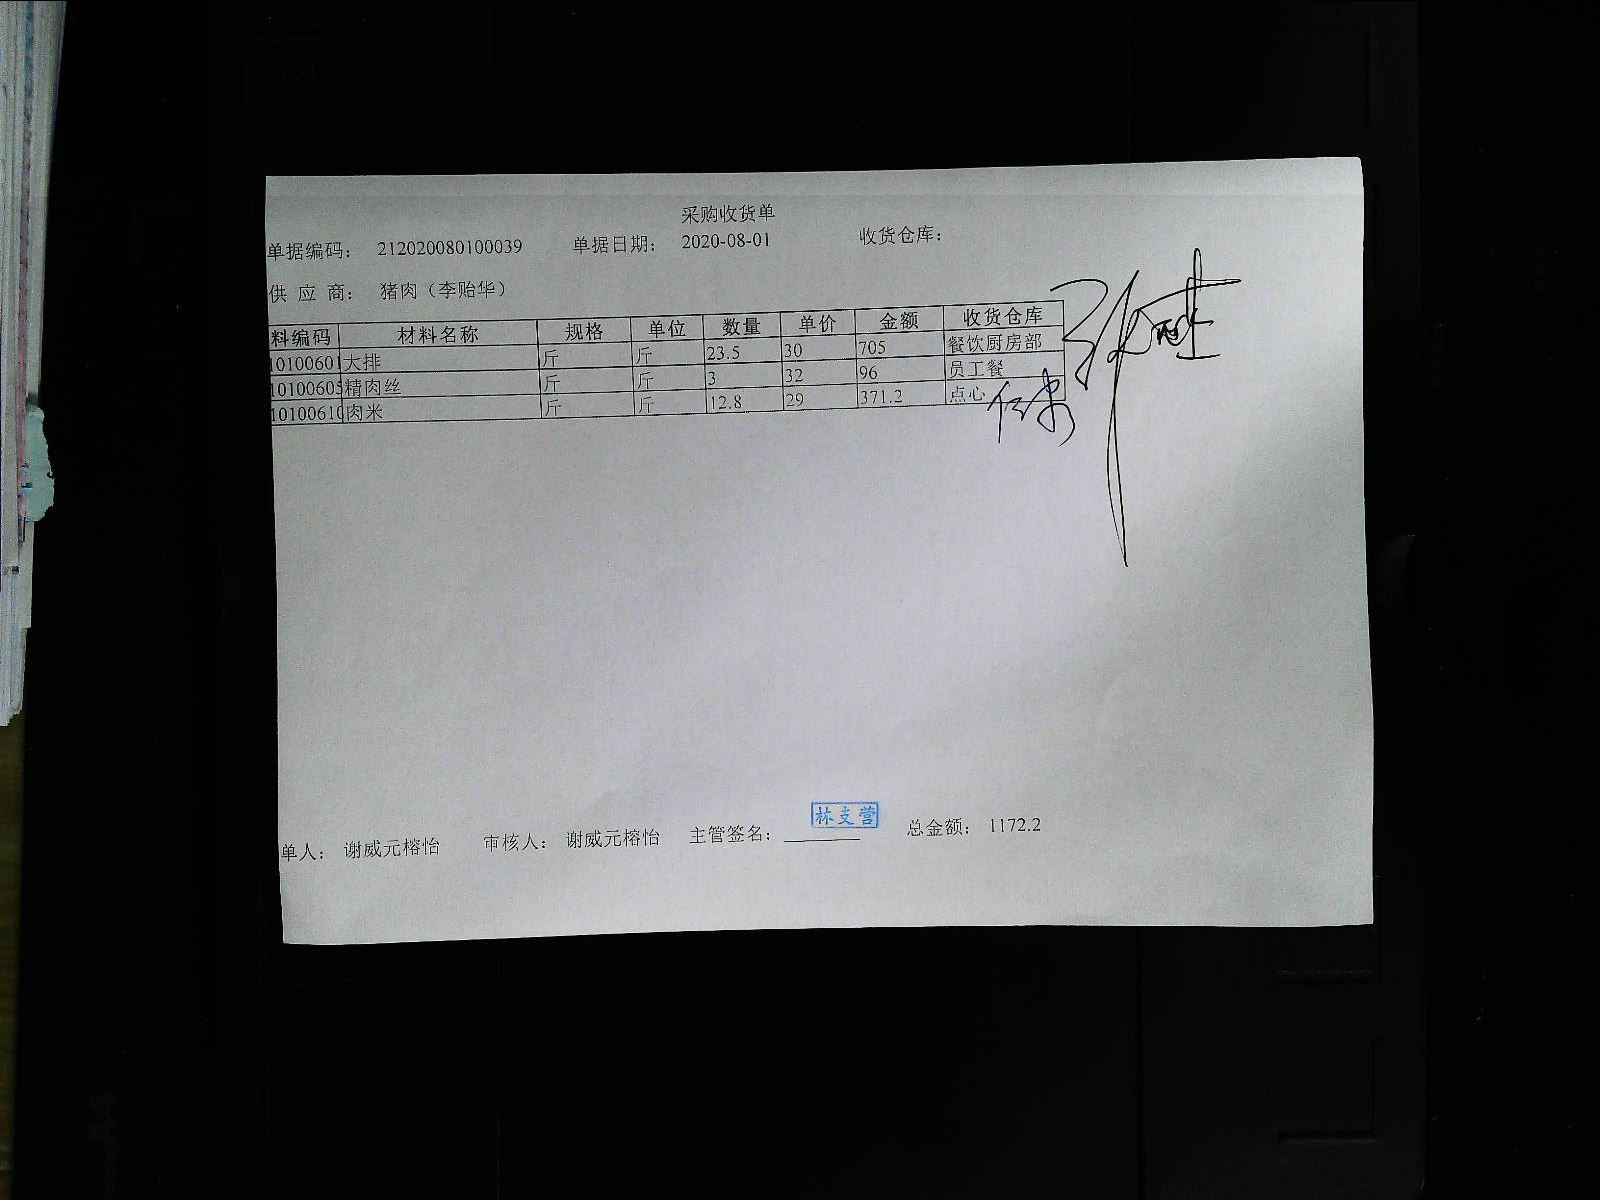 采购收货单
单据编码： 212020080100039 单据日期： 2020-08-01 收货仓库：
供 应 商： 猪肉（李贻华）
料编码 材料名称 规格 单位 数量 单价 金额 收货仓库
10100601 大排 斤 斤 23.5 30 705 餐饮厨房部
10100605 精肉丝 斤 斤 3 32 96 员工餐
10100610 肉米 斤 斤 12.8 29 371.2 点心
林支营
单人： 谢威元榕怡 审核人： 谢威元榕怡 主管签名： 总金额： 1172.2